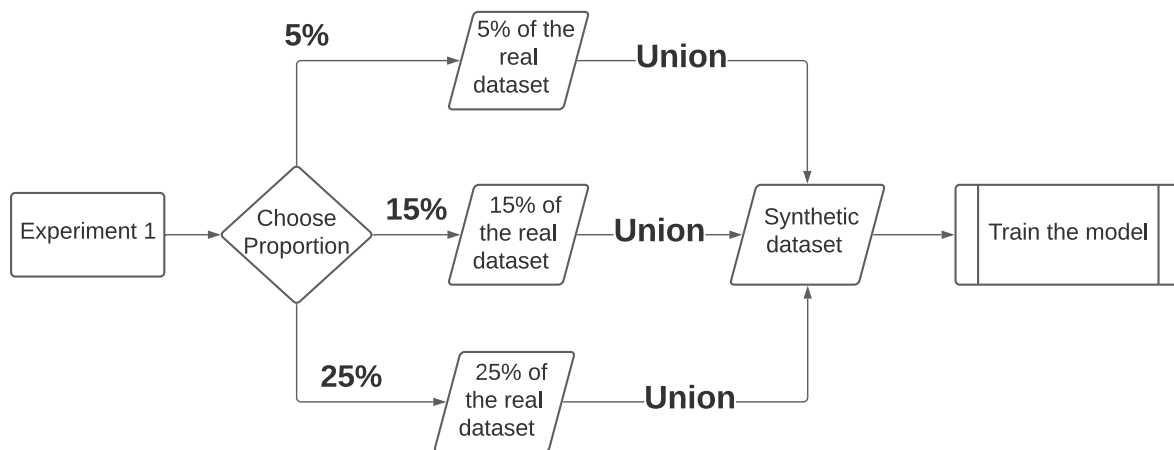 5%
5% of the
real
dataset
Union
Experiment 1
Choose
Proportion
15%
15% of
the real
dataset
Union
Synthetic
dataset
Train the model
25%
25% of
the real
dataset
Union